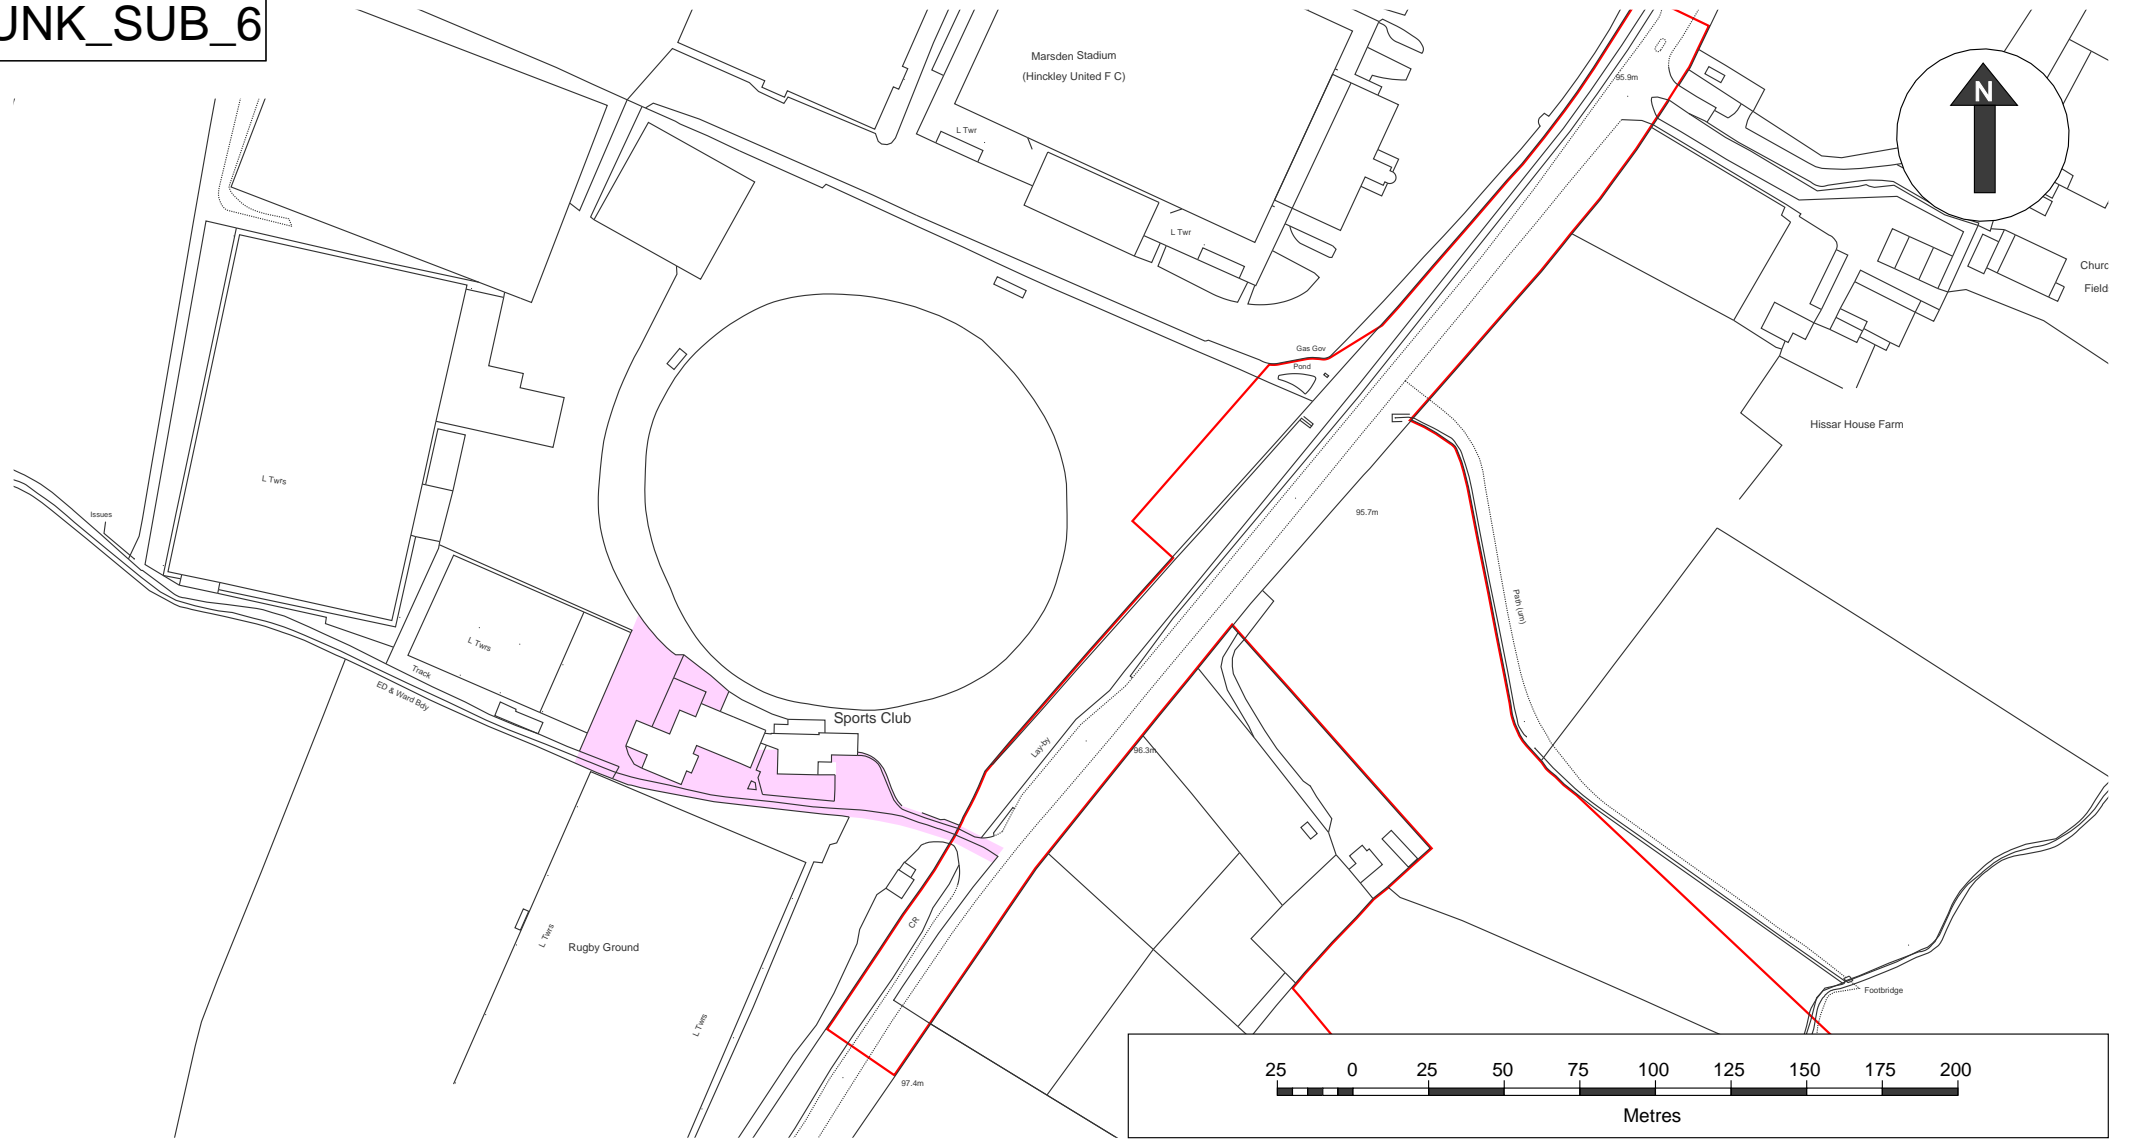 UNK_SUB_6
Marsden Stadium
(Hinckley United F C)
95.9m
N
L Twr
L Twr
Gas Gov
Pond
Hissar House Farm
L Twrs
Issues
95.7m
Path (um)
L Twrs
Track
ED & Ward Bdy
Sports Club
Lay-by
96.3m
CR
L Twrs
Rugby Ground
L Twrs
Footbridge
97.4m
25 0 25 50 75 100 125 150 175 200
Metres
Field